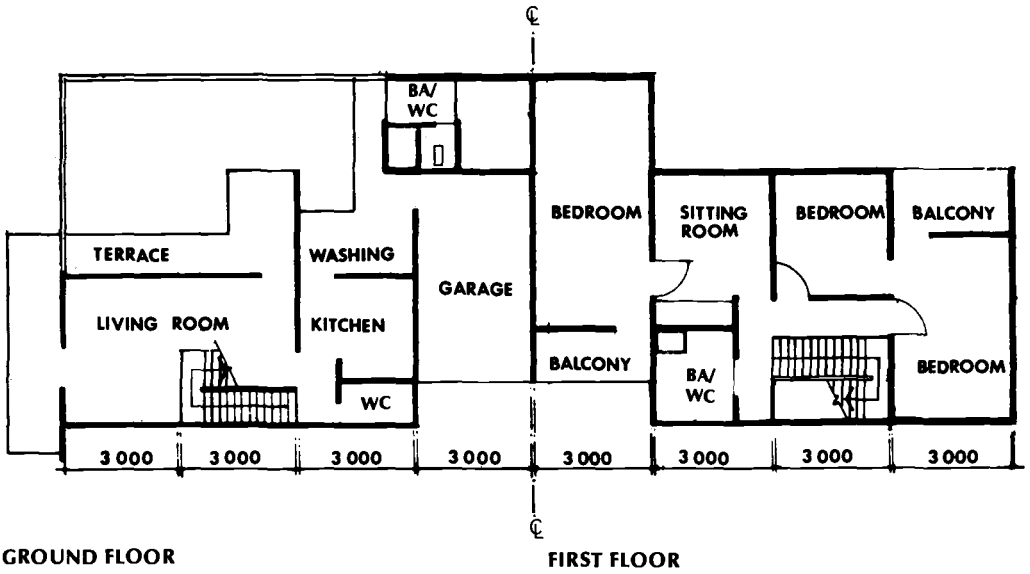 ℄
BA/
WC
BEDROOM
SITTING
ROOM
BEDROOM
BALCONY
TERRACE
WASHING
GARAGE
LIVING ROOM
KITCHEN
BALCONY
BA/
WC
BEDROOM
WC
3 000 3 000 3 000 3 000 3 000 3 000 3 000 3 000
℄
GROUND FLOOR
FIRST FLOOR